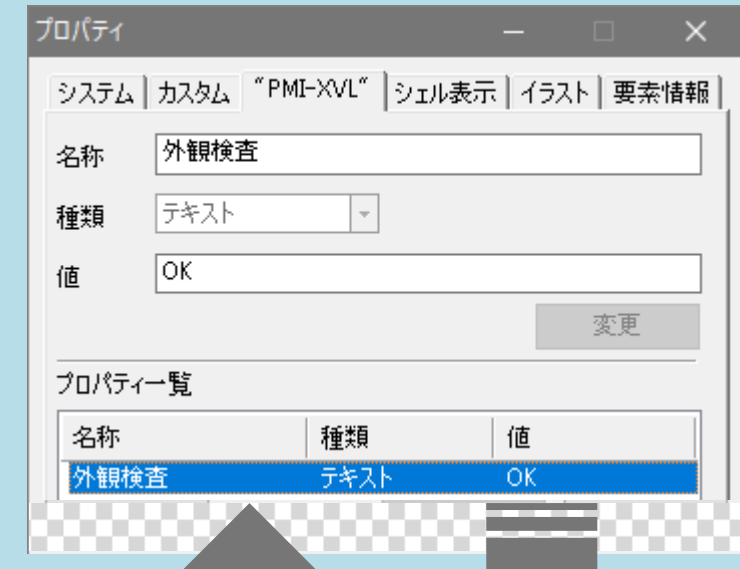 プロパティ
システム カスタム “PMI-XVL“ シェル表示 イラスト 要素情報
名称 外観検査
種類 テキスト
値 OK
変更
プロパティ一覧
名称 種類 値
外観検査 テキスト OK